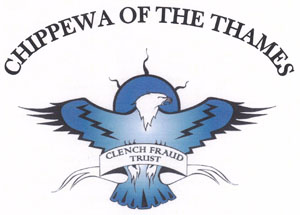 CHIPPEWA OF THE THAMES
CLENCH FRAUD
TRUST